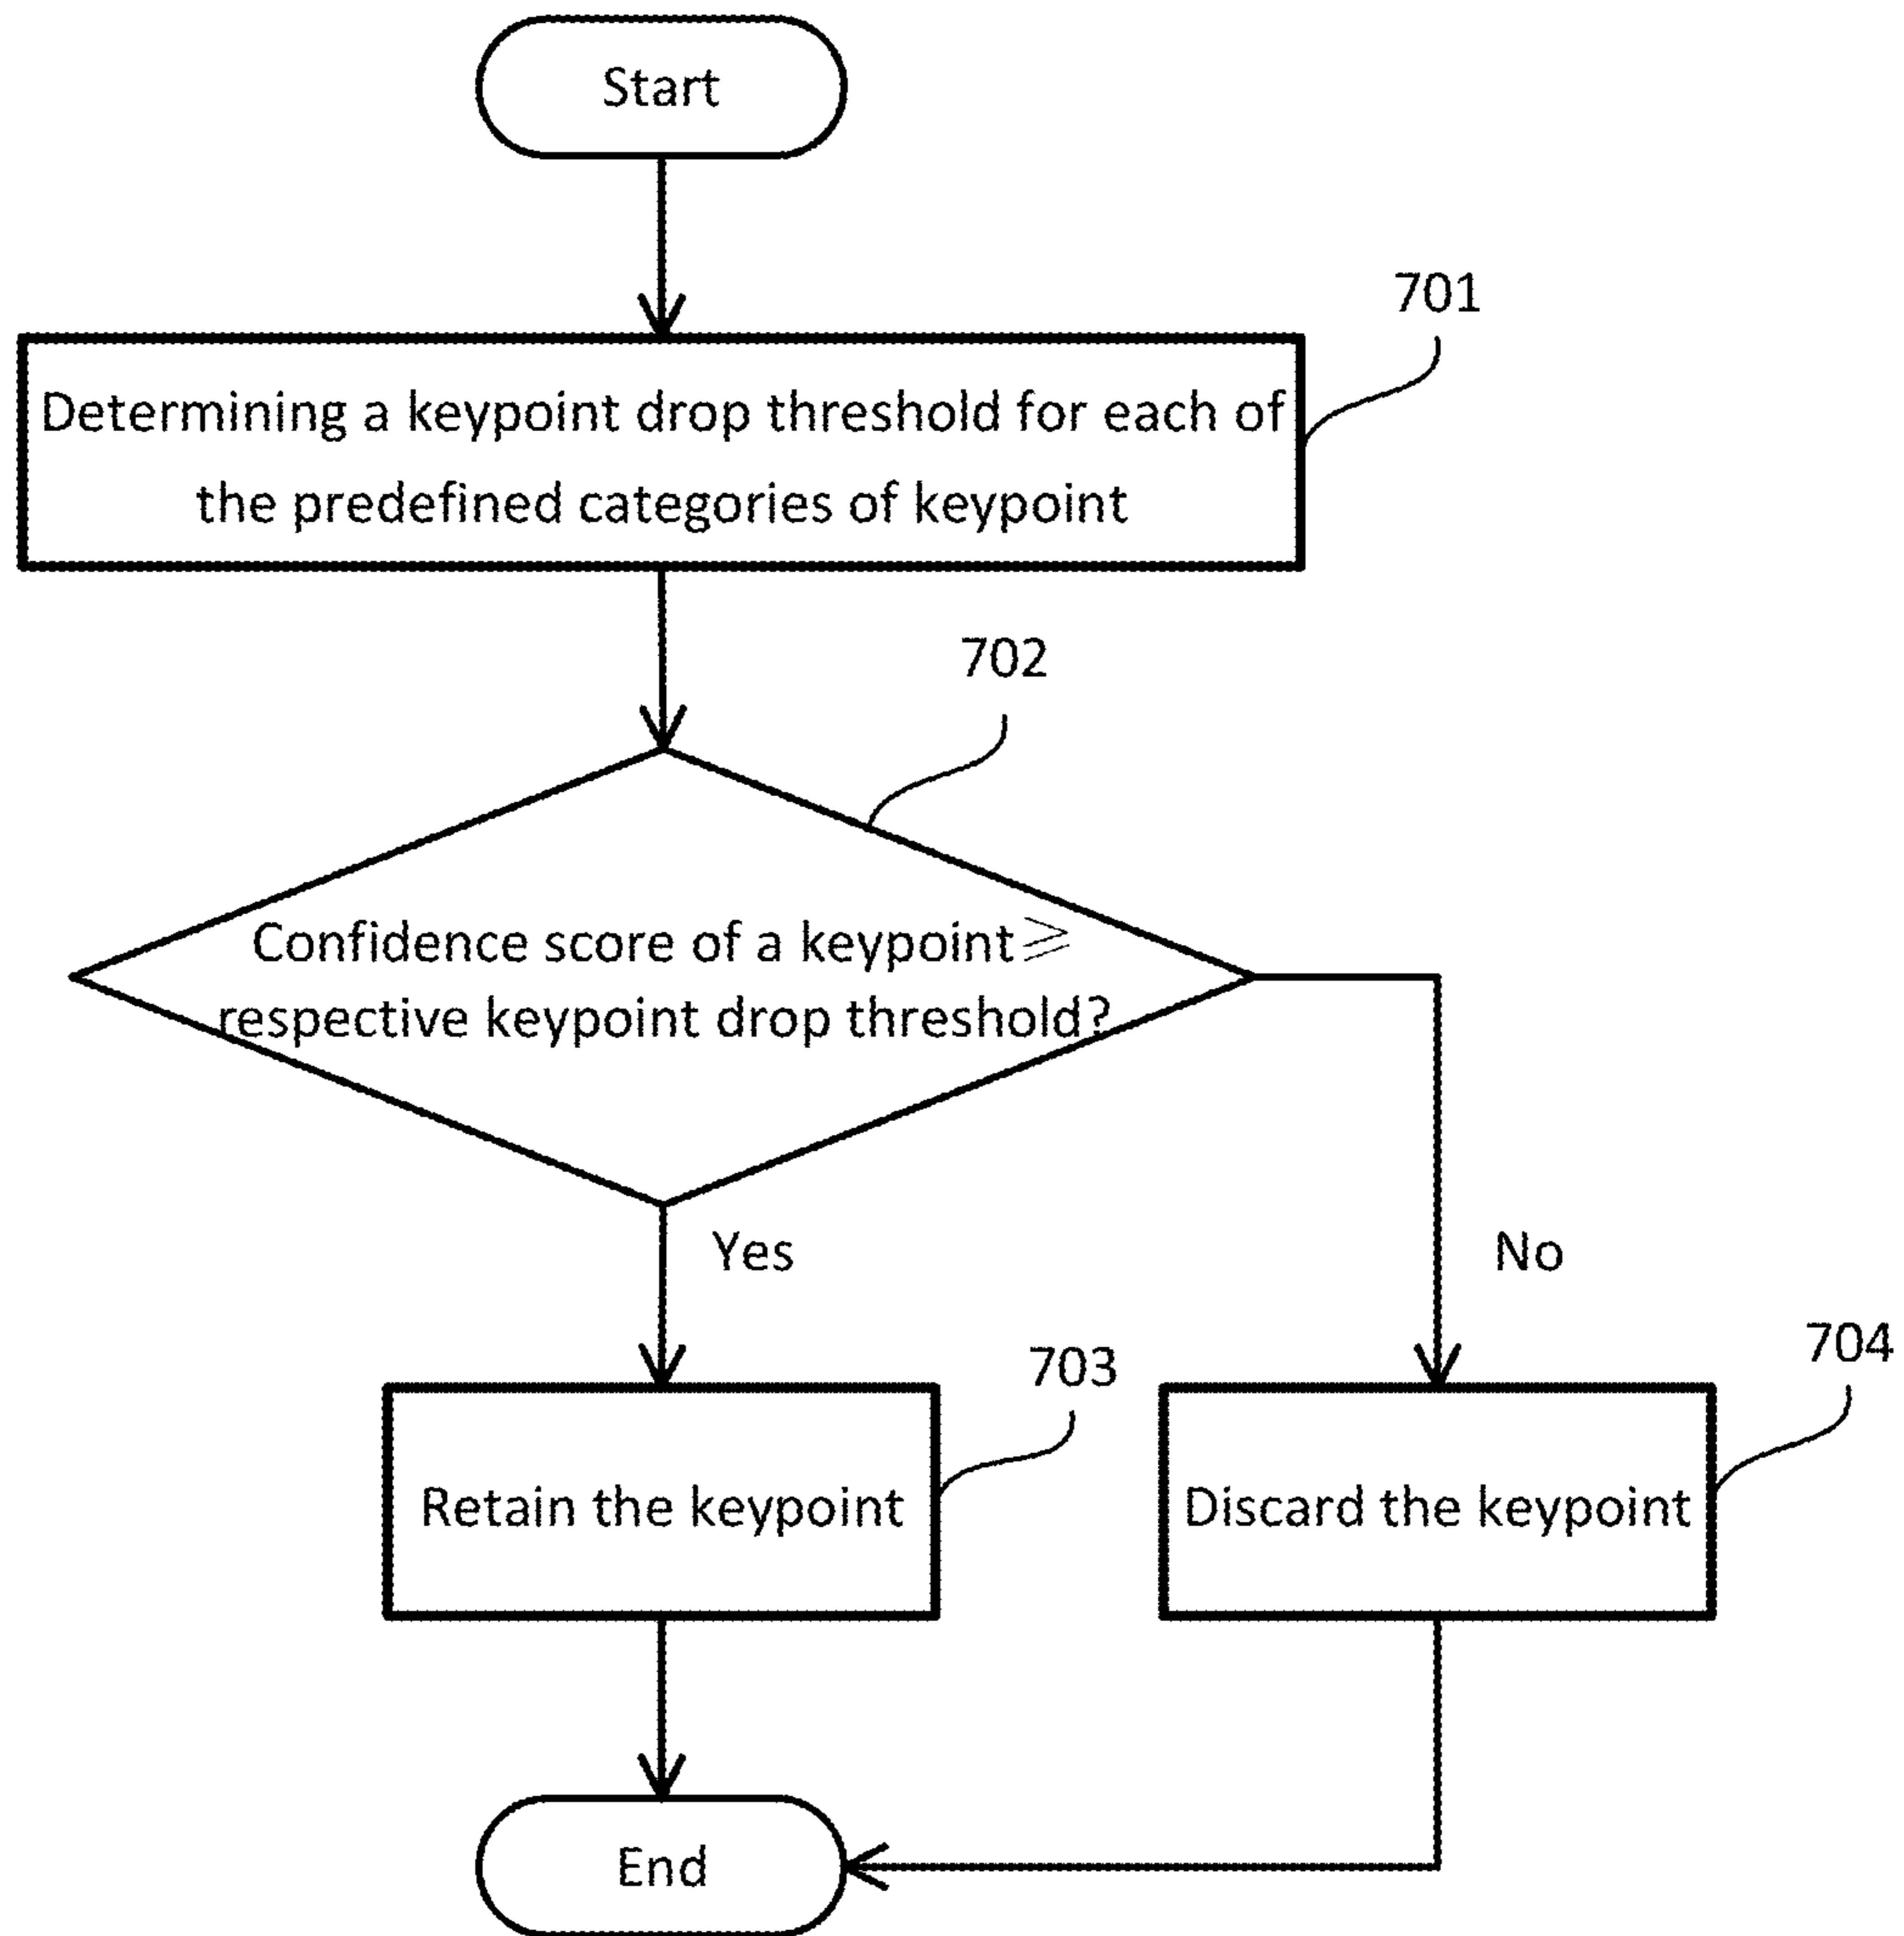 Start
701
Determining a keypoint drop threshold for each of
the predefined categories of keypoint
702
Confidence score of a keypoint ⩾
respective keypoint drop threshold?
Yes
No
703
704
Retain the keypoint
Discard the keypoint
End